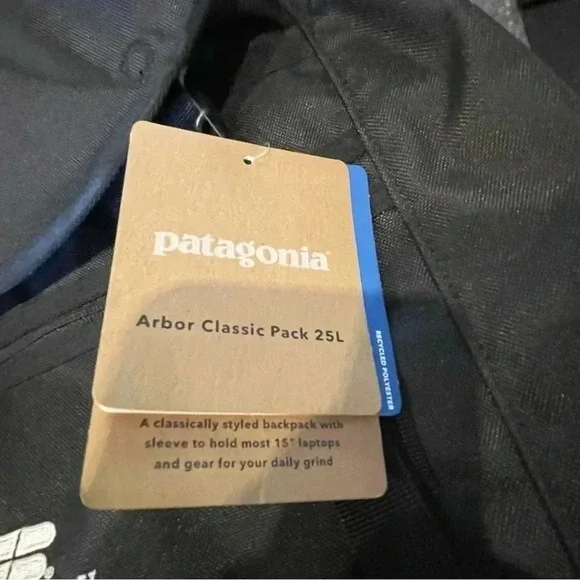 patagonia
Arbor Classic Pack 25L
RECYCLED POLYESTER
A classically styled backpack with
sleeve to hold most 15" laptops
and gear for your daily grind